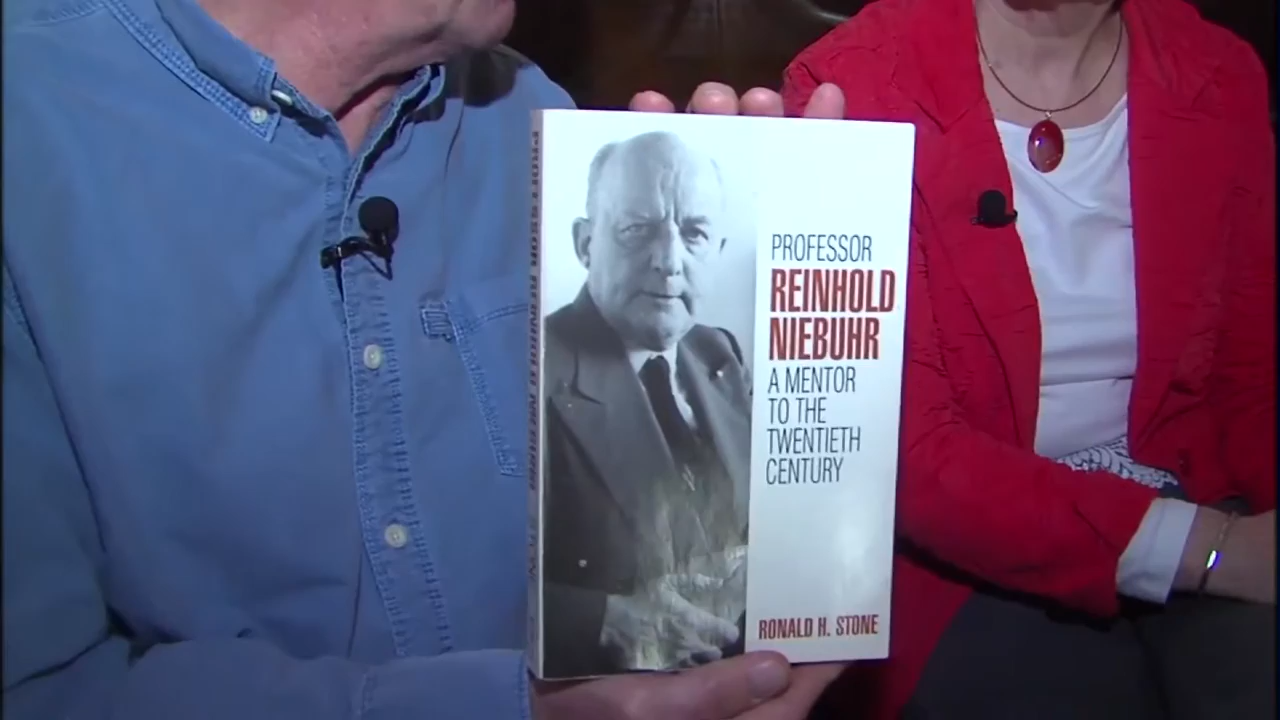 PROFESSOR
REINHOLD
NIEBUHR
A MENTOR
TO THE
TWENTIETH
CENTURY
RONALD H. STONE